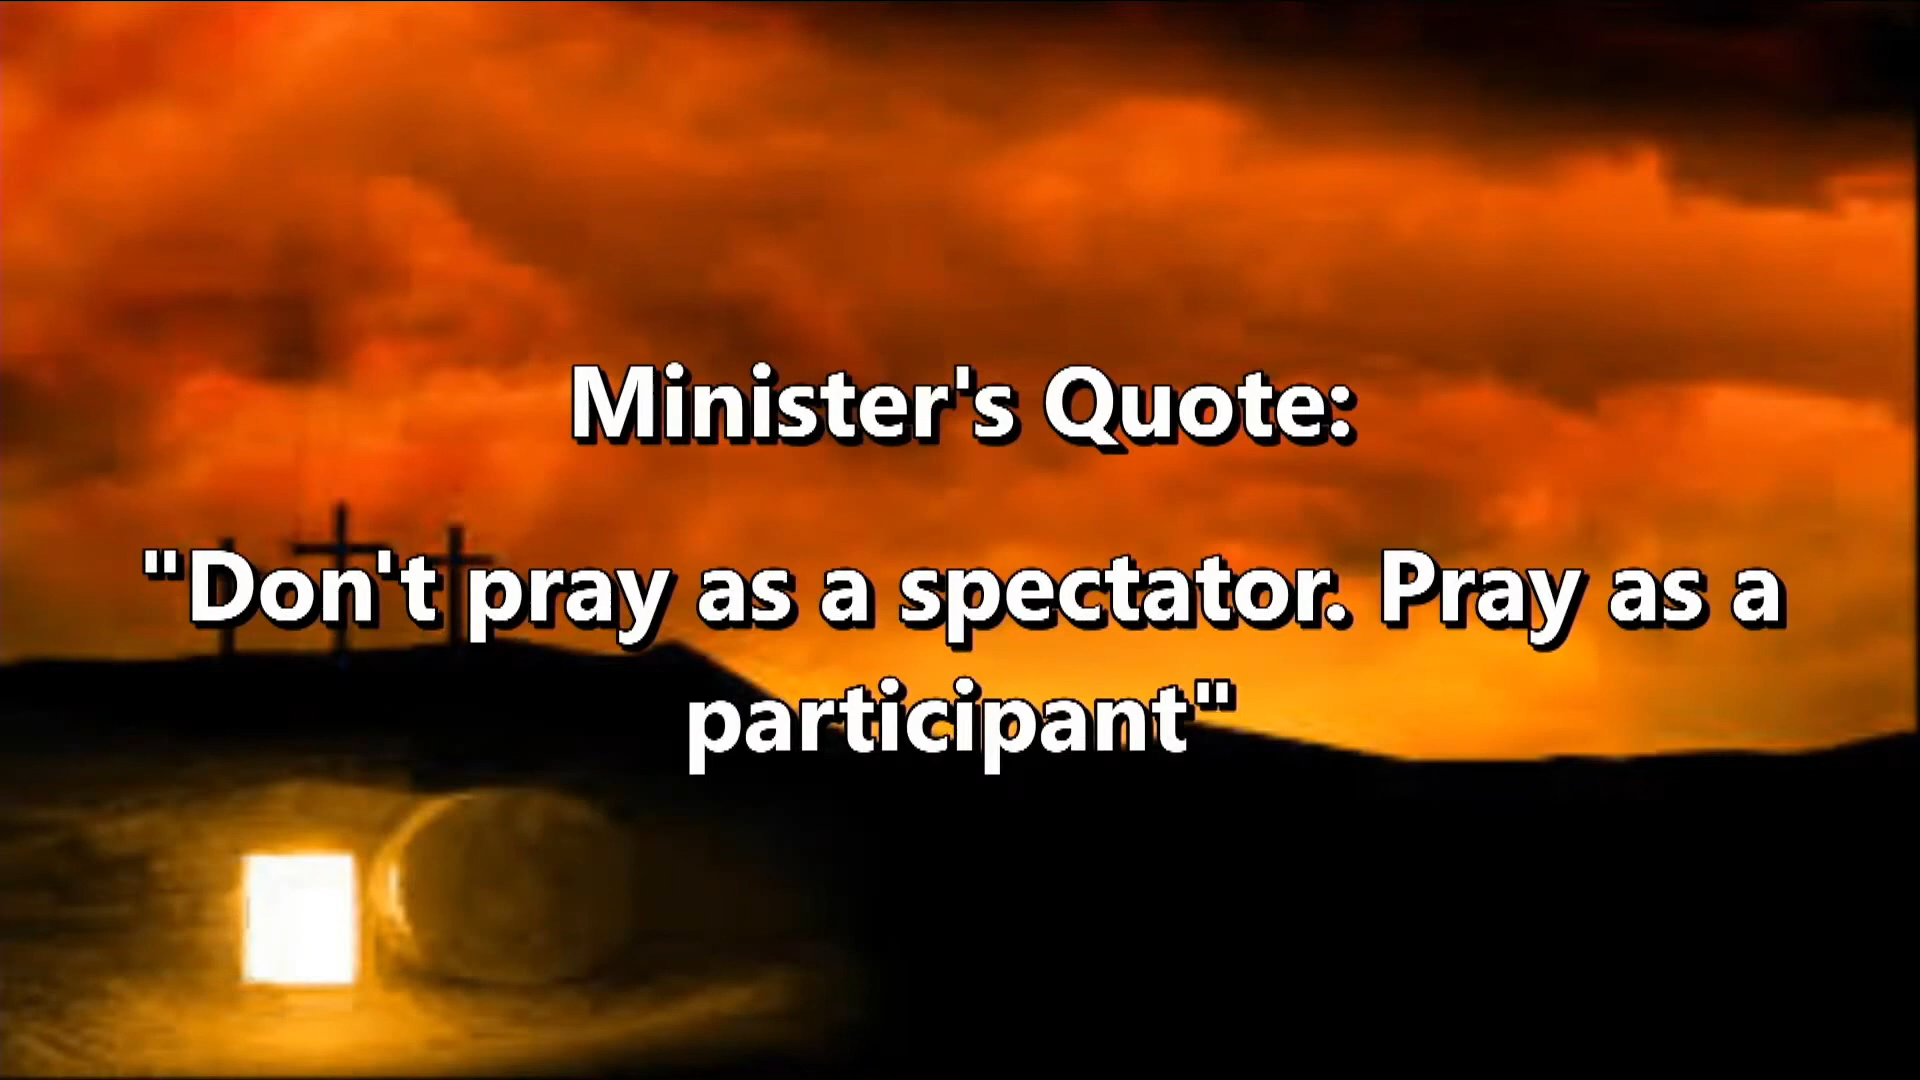 Minister's Quote:
"Don't pray as a spectator. Pray as a
participant"